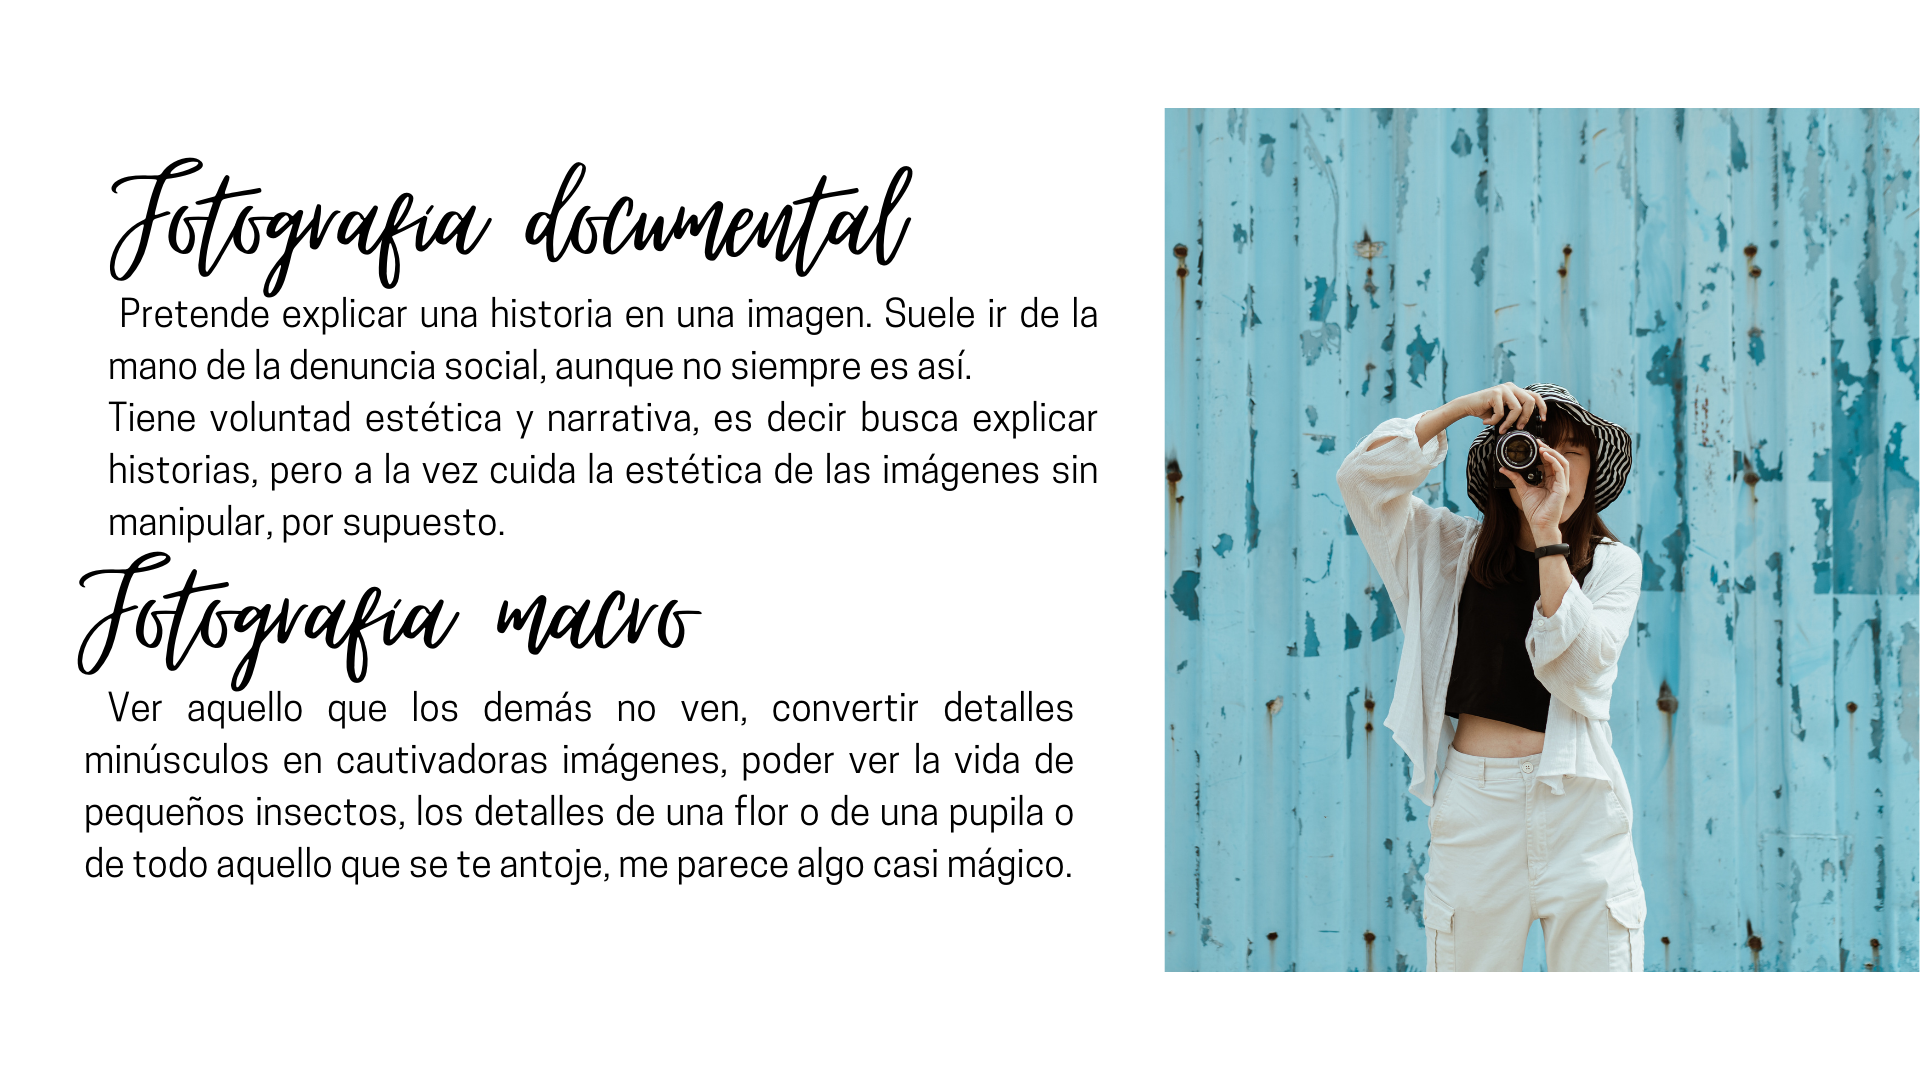 Fotografía documental
Pretende explicar una historia en una imagen. Suele ir de la
mano de la denuncia social, aunque no siempre es así.
Tiene voluntad estética y narrativa, es decir busca explicar
historias, pero a la vez cuida la estética de las imágenes sin
manipular, por supuesto.
Fotografía macro
Ver aquello que los demás no ven, convertir detalles
minúsculos en cautivadoras imágenes, poder ver la vida de
pequeños insectos, los detalles de una flor o de una pupila o
de todo aquello que se te antoje, me parece algo casi mágico.